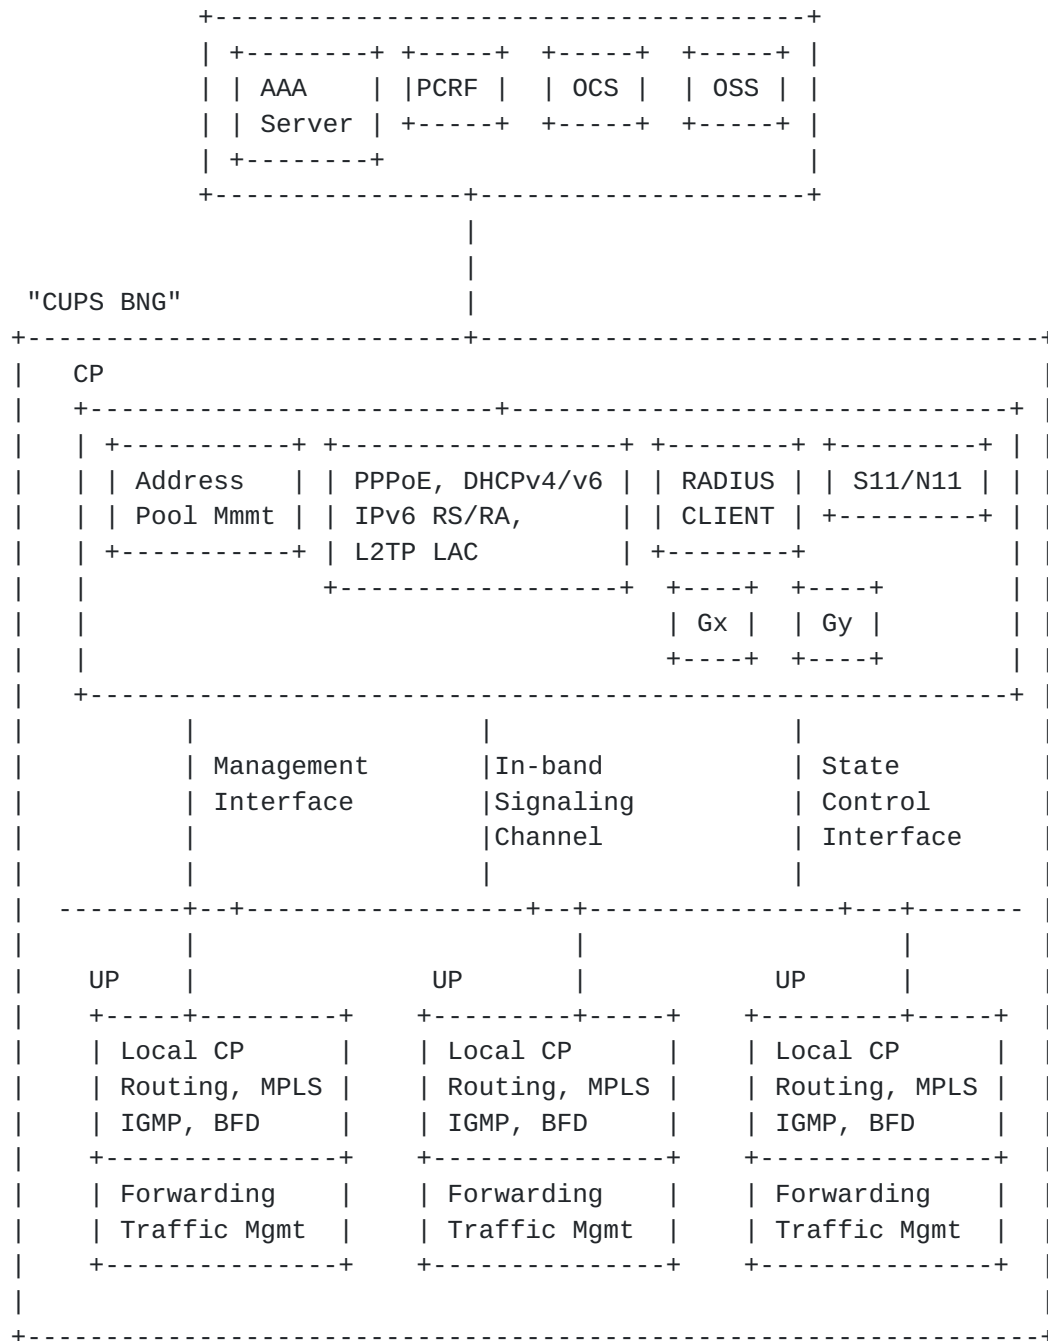 AAA PCRF OCS OSS
Server
"CUPS BNG"
CP
Address PPPoE, DHCPv4/v6 RADIUS S11/N11
Pool Mmmt IPv6 RS/RA, CLIENT
L2TP LAC
Gx Gy
Management In-band State
Interface Signaling Control
Channel Interface
UP UP UP
Local CP Local CP Local CP
Routing, MPLS Routing, MPLS Routing, MPLS
IGMP, BFD IGMP, BFD IGMP, BFD
Forwarding Forwarding Forwarding
Traffic Mgmt Traffic Mgmt Traffic Mgmt